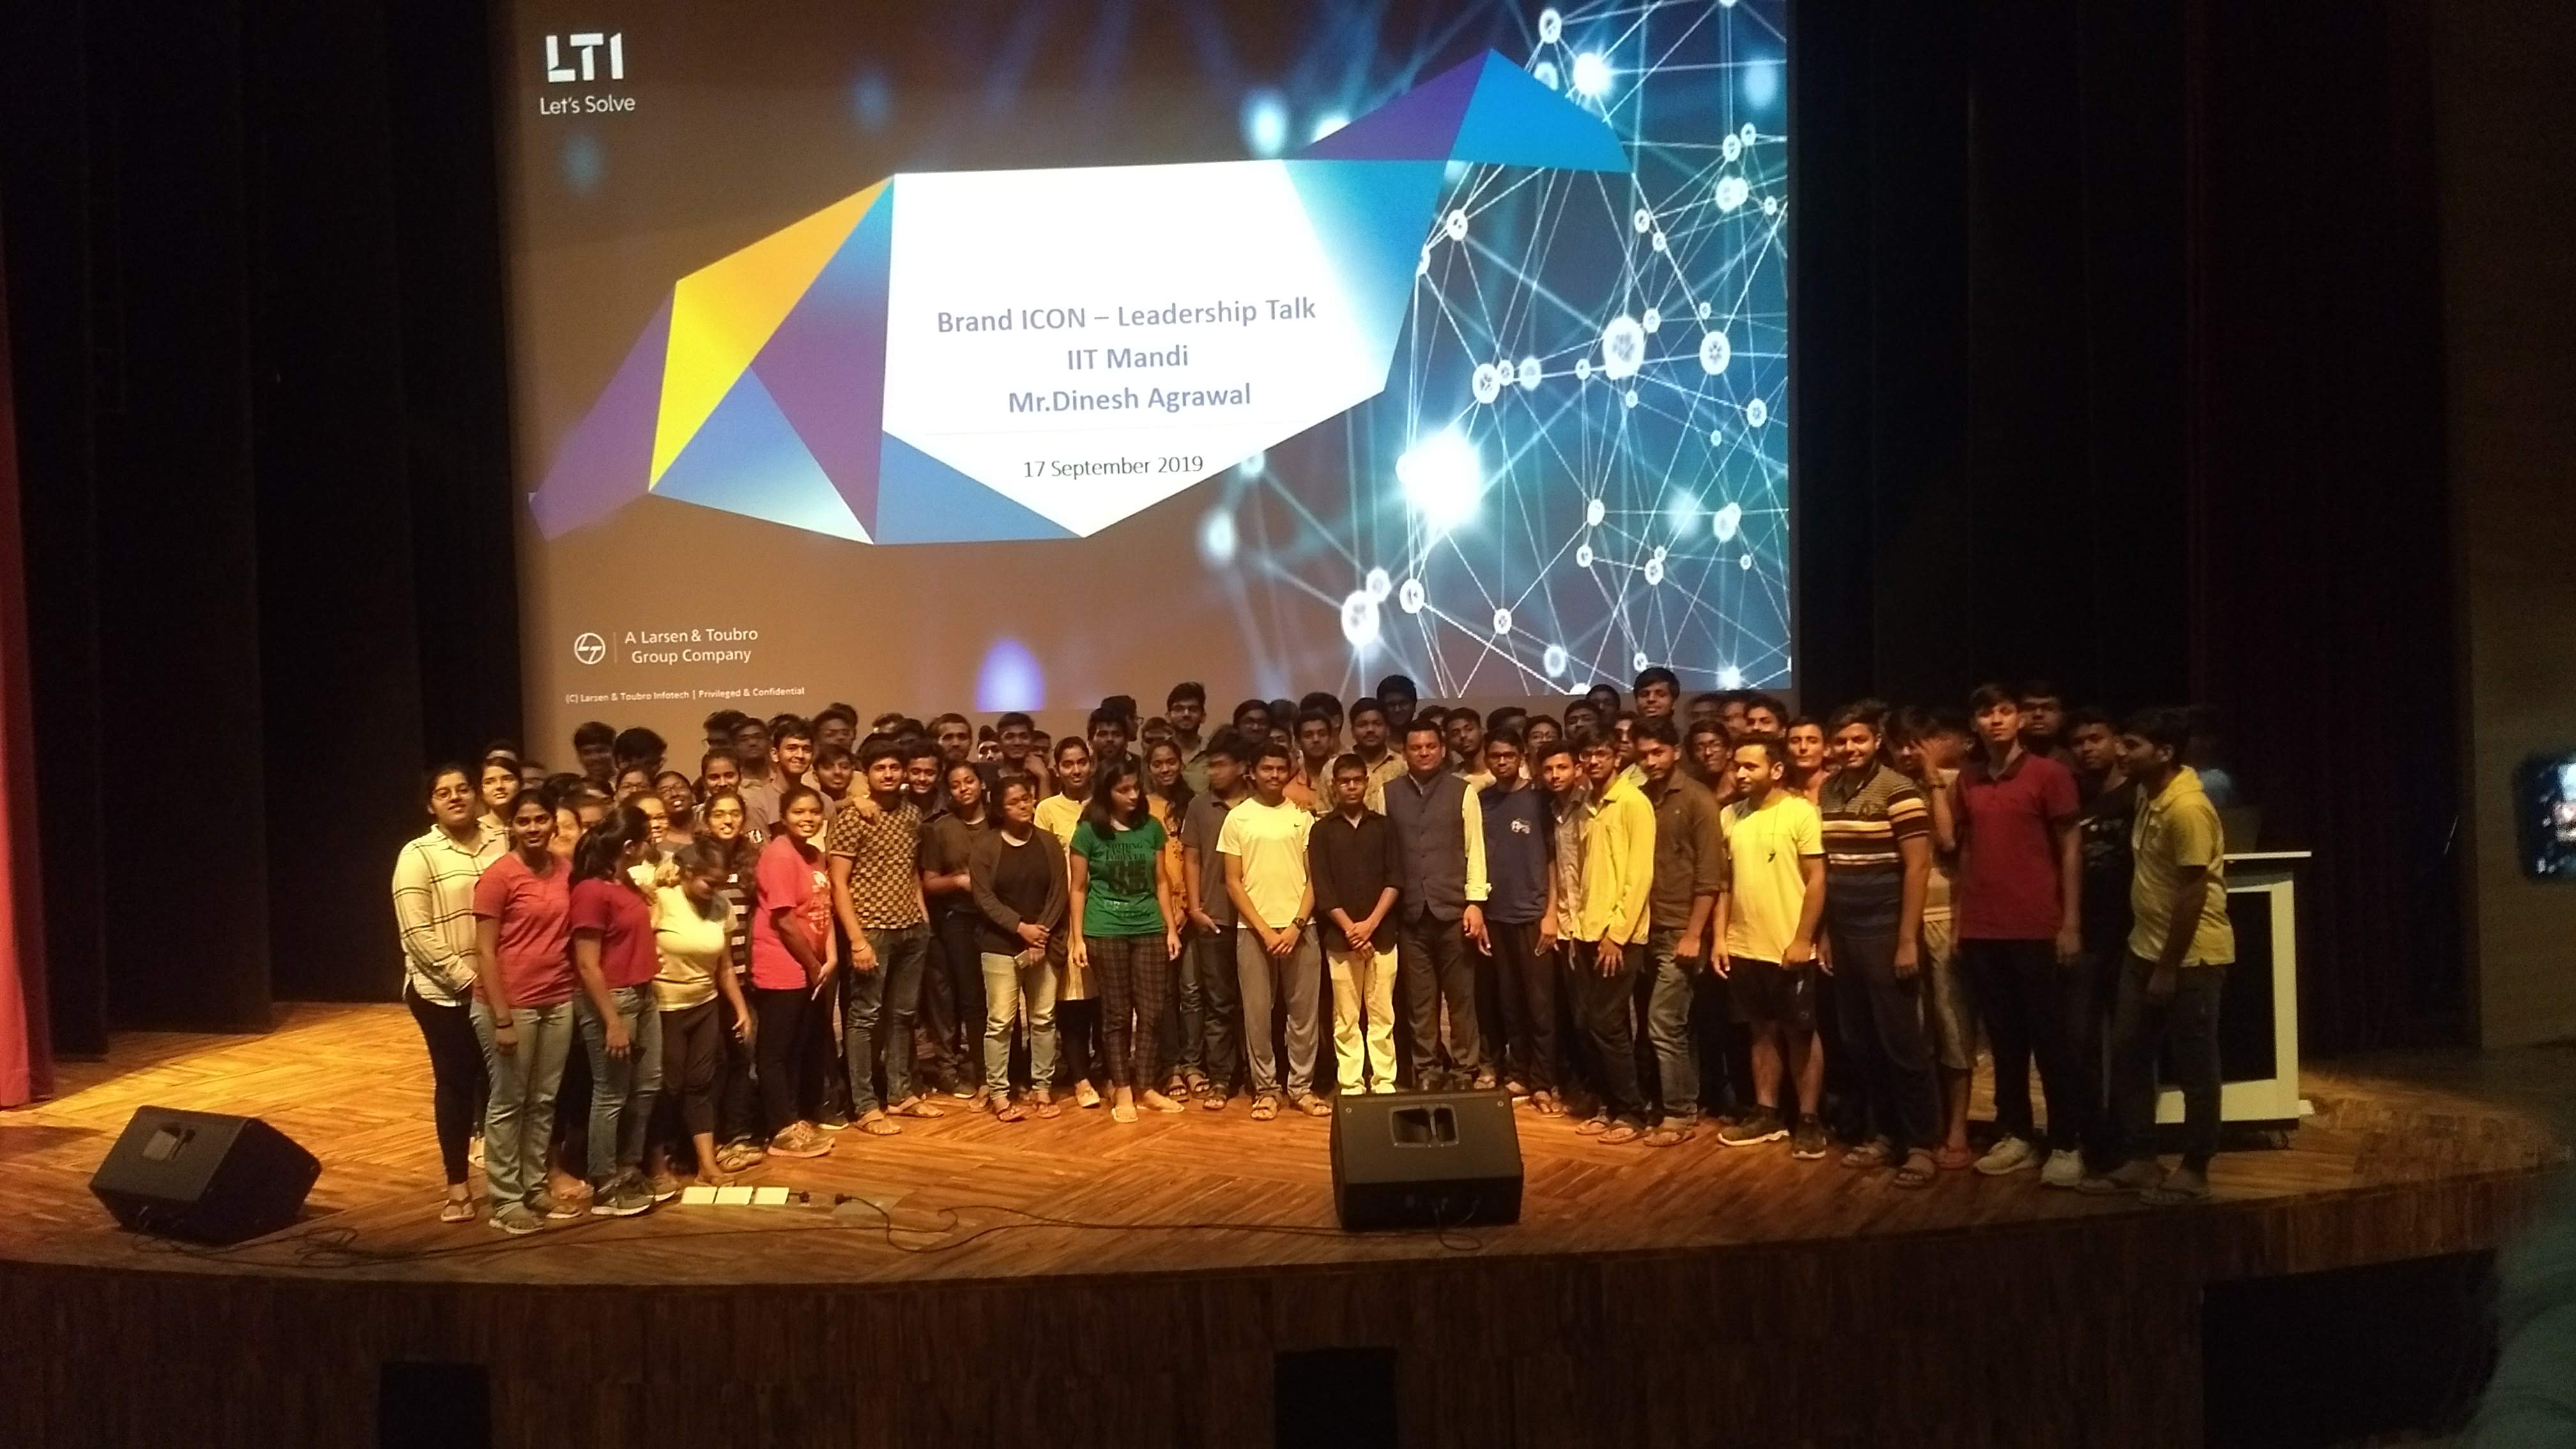 LTI
Let's Solve
Brand ICON – Leadership Talk
IIT Mandi
Mr.Dinesh Agrawal
17 September 2019
A Larsen & Toubro
Group Company
(C) Larsen & Toubro Infotech | Privileged & Confidential